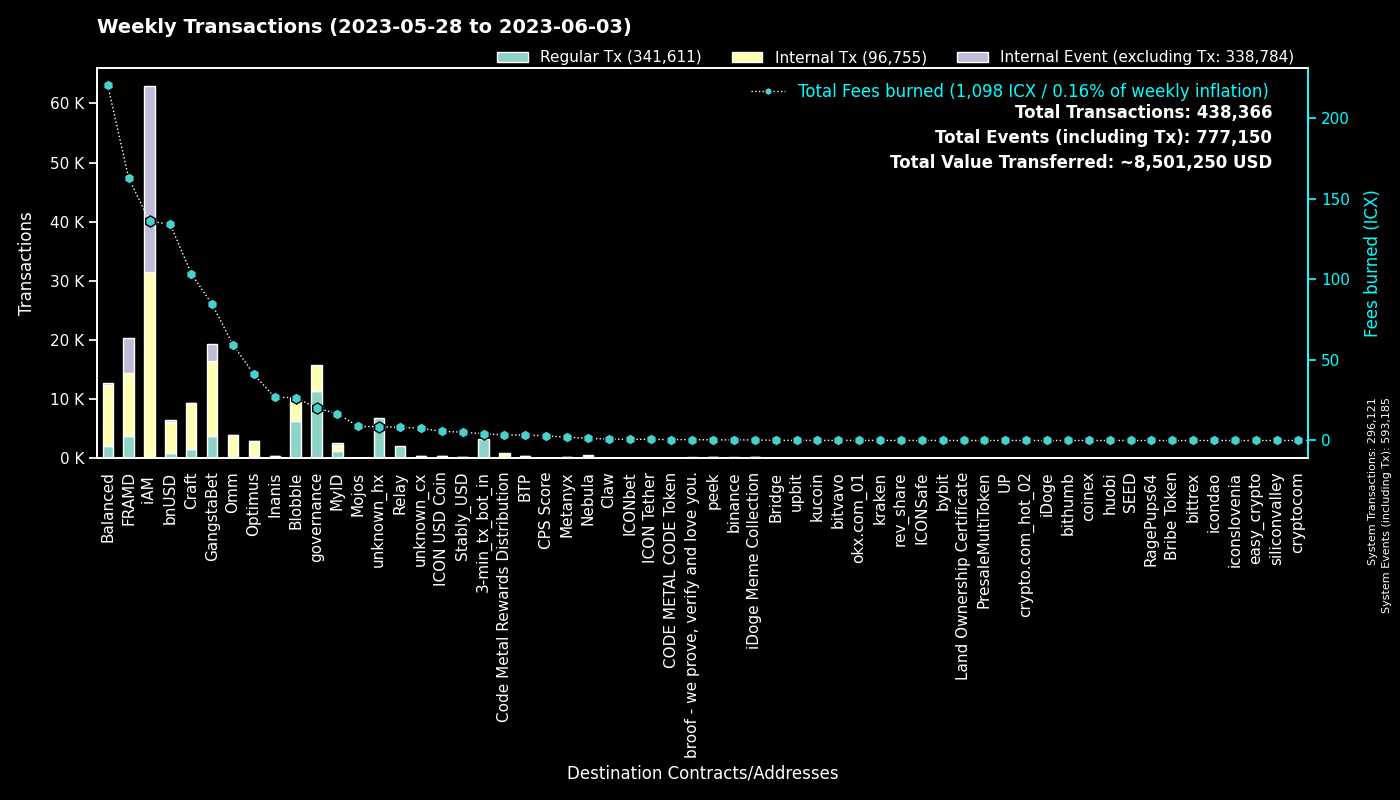 Weekly Transactions (2023-05-28 to 2023-06-03)
Regular Tx (341,611)
Internal Tx (96,755)
Internal Event (excluding Tx: 338,784)
Total Fees burned (1,098 ICX / 0.16% of weekly inflation)
Total Transactions: 438,366
Total Events (including Tx): 777,150
Total Value Transferred: ~8,501,250 USD
Transactions
60 K
50 K
40 K
30 K
20 K
10 K
0 K
200
150
100
50
0
Fees burned (ICX)
System Transactions: 296,121
System Events (including Tx): 593,185
Balanced
FRAMD
iAM
bnUSD
Craft
GangstaBet
Omm
Optimus
Inanis
Blobble
governance
MyID
Mojos
unknown_hx
Relay
unknown_cx
ICON USD Coin
Stably_USD
3-min_tx_bot_in
Code Metal Rewards Distribution
BTP
CPS Score
Metanyx
Nebula
Claw
ICONbet
ICON Tether
CODE METAL CODE Token
broof - we prove, verify and love you.
peek
binance
iDoge Meme Collection
Bridge
upbit
kucoin
bitvavo
okx.com_01
kraken
rev_share
ICONSafe
bybit
Land Ownership Certificate
PresaleMultiToken
UP
crypto.com_hot_02
iDoge
bithumb
coinex
huobi
SEED
RagePups64
Bribe Token
bittrex
icondao
iconslovenia
easy_crypto
siliconvalley
cryptocom
Destination Contracts/Addresses